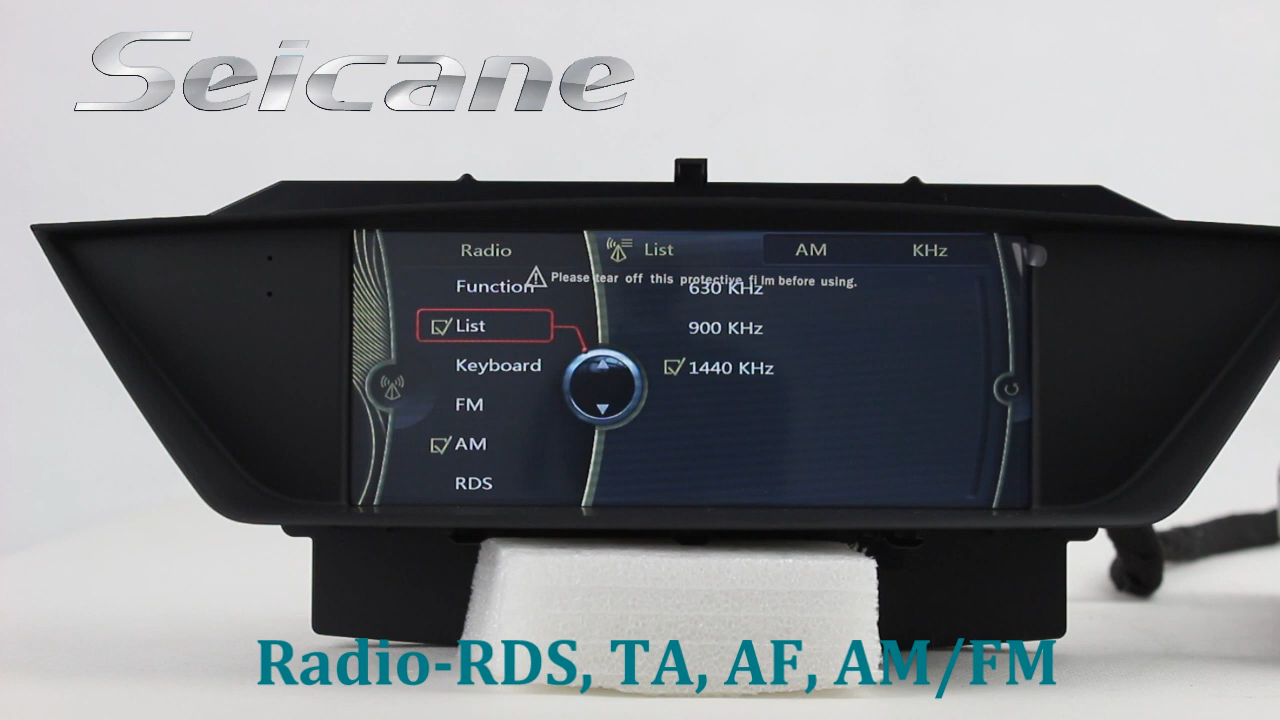 Seicane
Radio List AM KHz
Please tear off this protective film before using.
Function 630 KHz
List 900 KHz
Keyboard 1440 KHz
FM
AM
RDS
Radio-RDS, TA, AF, AM/FM